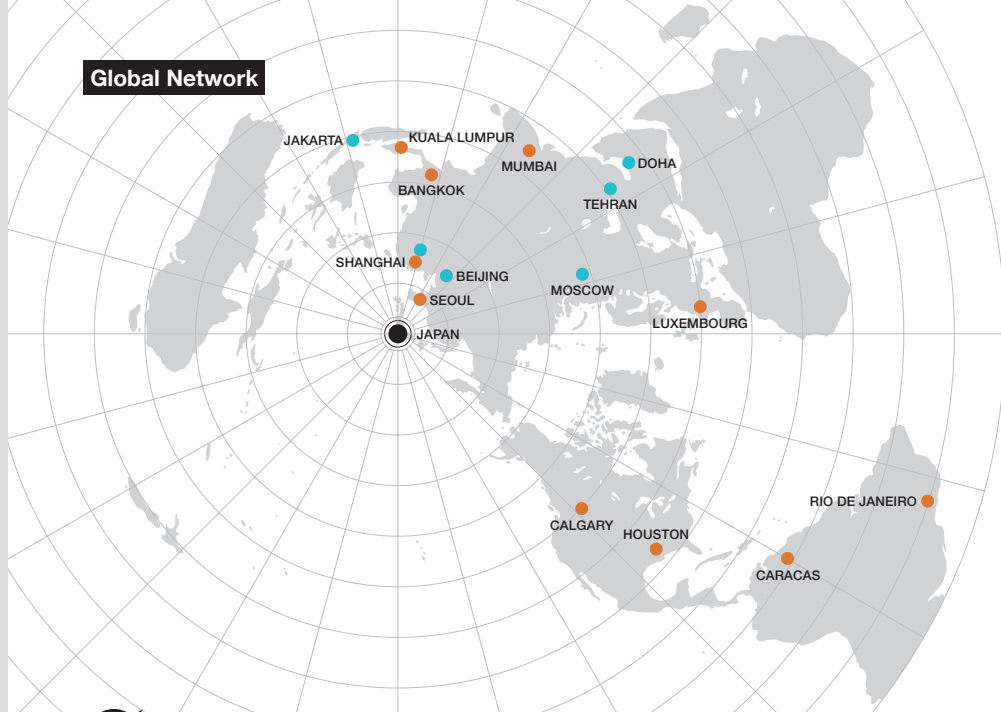 Global Network
JAKARTA
KUALA LUMPUR
MUMBAI
DOHA
BANGKOK
TEHRAN
SHANGHAI
BEIJING
MOSCOW
SEOUL
LUXEMBOURG
JAPAN
RIO DE JANEIRO
CALGARY
HOUSTON
CARACAS